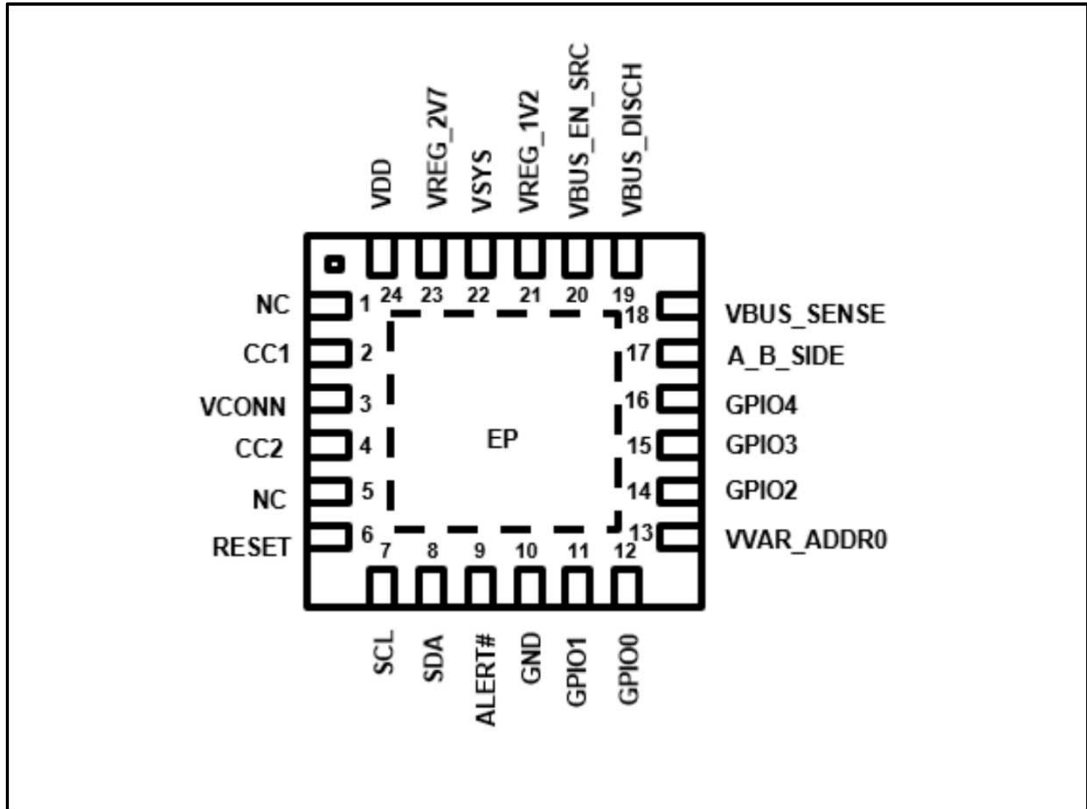 VDD
VREG_2V7
VSYS
VREG_1V2
VBUS_EN_SRC
VBUS_DISCH
24 23 22 21 20 19
NC 1 18 VBUS_SENSE
CC1 2 17 A_B_SIDE
VCONN 3 16 GPIO4
EP
CC2 4 15 GPIO3
NC 5 14 GPIO2
RESET 6 13 VVAR_ADDR0
7 8 9 10 11 12
SCL
SDA
ALERT#
GND
GPIO1
GPIO0